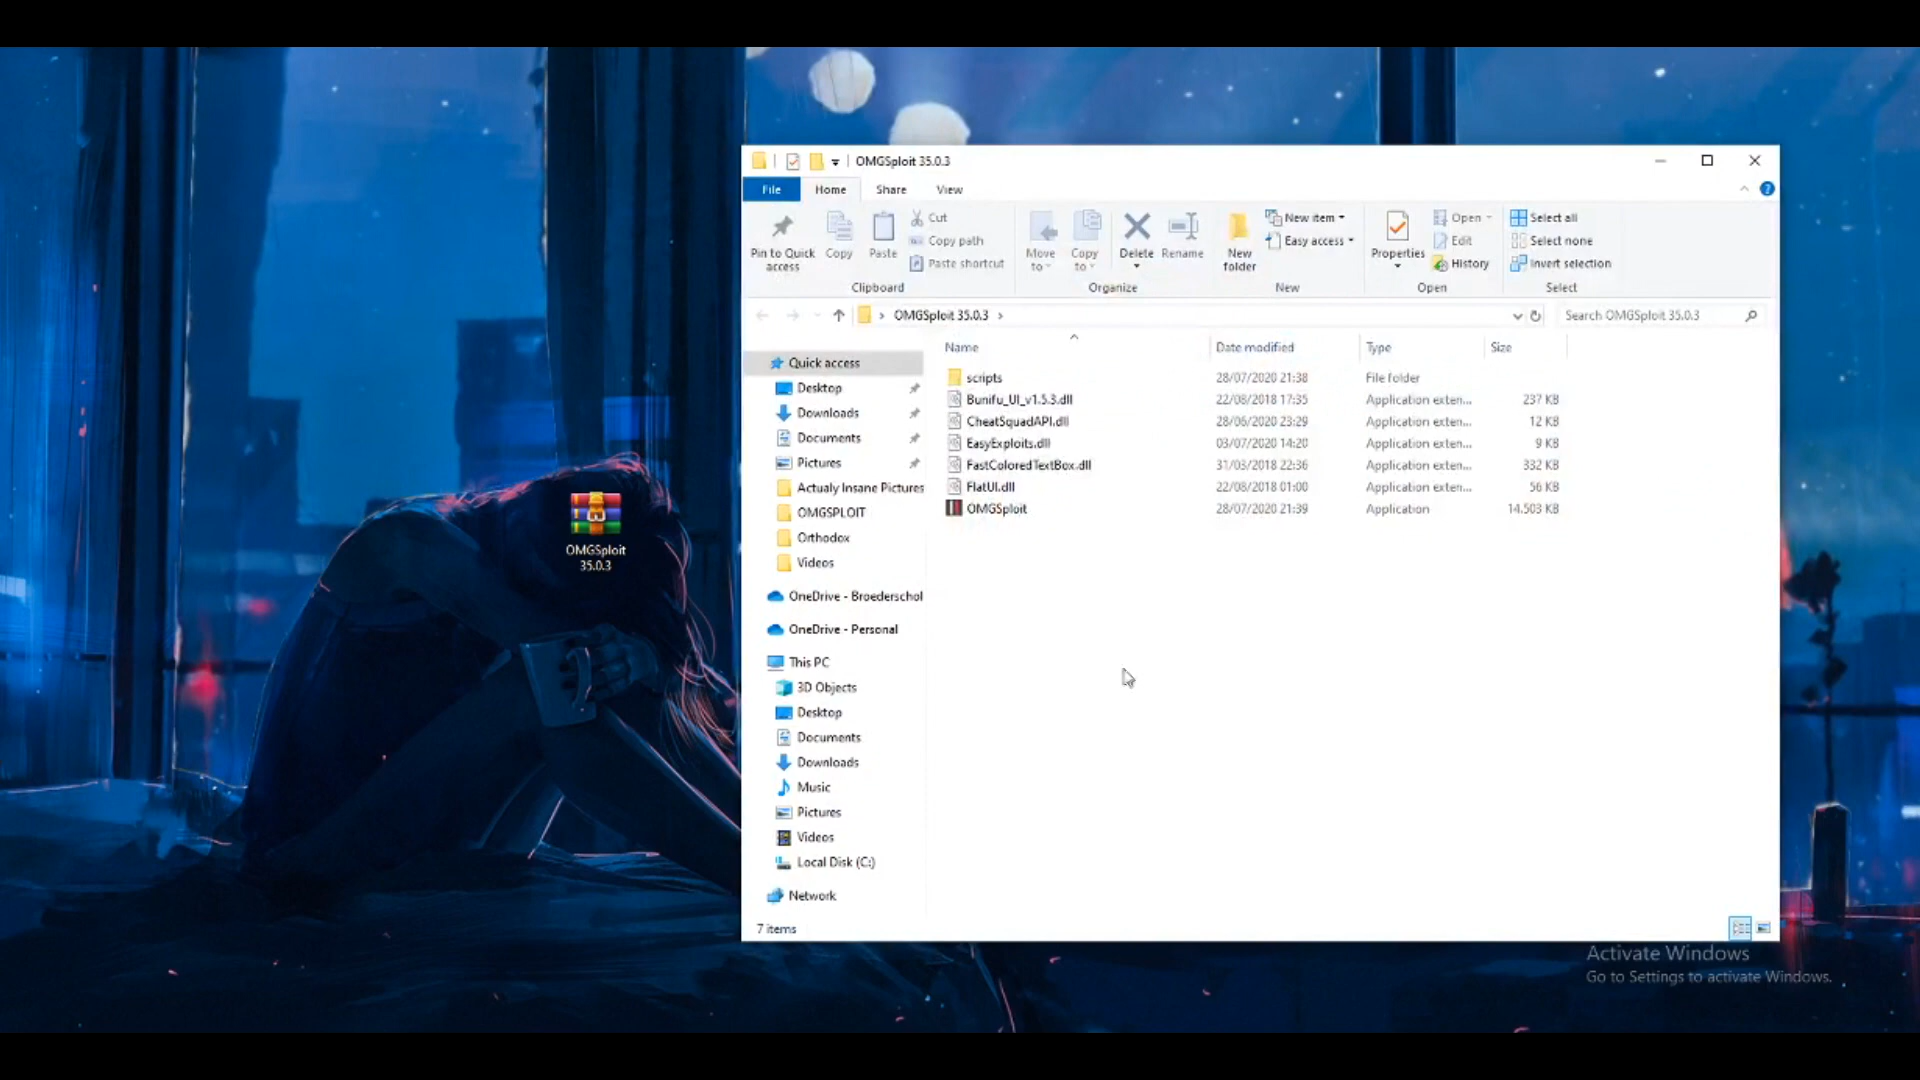 OMGSploit 35.0.3
File
Home
Share
View
Pin to Quick access
Copy
Paste
Cut
Copy path
Paste shortcut
Clipboard
Move to
Copy to
Delete
Rename
Organize
New folder
New item
Easy access
New
Properties
Open
Edit
History
Open
Select all
Select none
Invert selection
Select
OMGSploit 35.0.3
Search OMGSploit 35.0.3
Name Date modified Type Size
scripts 28/07/2020 21:38 File folder
Bunifu_UI_v1.5.3.dll 22/08/2018 17:35 Application exten... 237 KB
CheatSquadAPI.dll 28/06/2020 23:29 Application exten... 12 KB
EasyExploits.dll 03/07/2020 14:20 Application exten... 9 KB
FastColoredTextBox.dll 31/03/2018 22:36 Application exten... 332 KB
FlatUI.dll 22/08/2018 01:00 Application exten... 56 KB
OMGSploit 28/07/2020 21:39 Application 14.503 KB
Quick access
Desktop
Downloads
Documents
Pictures
Actualy Insane Pictures
OMGSPLOIT
Orthodox
Videos
OneDrive - Broederschol
OneDrive - Personal
This PC
3D Objects
Desktop
Documents
Downloads
Music
Pictures
Videos
Local Disk (C:)
Network
7 items
OMGSploit
35.0.3
Activate Windows
Go to Settings to activate Windows.